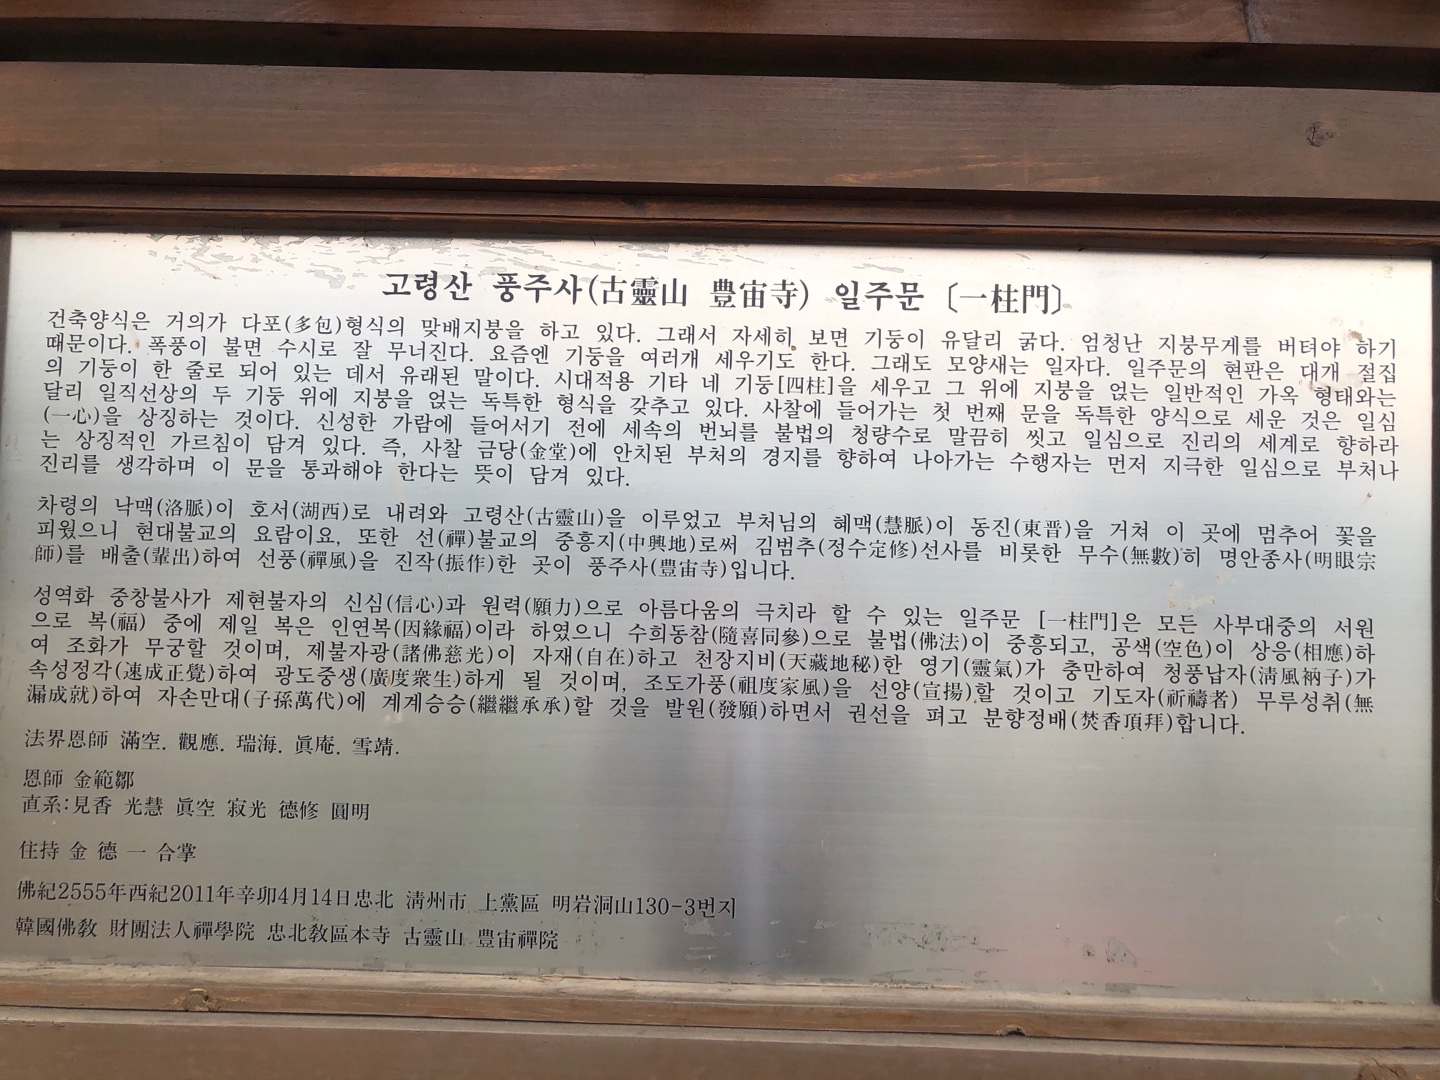 고령산 풍주사(古靈山 豊宙寺) 일주문 〔一柱門〕
건축양식은 거의가 다포(多包)형식의 맞배지붕을 하고 있다. 그래서 자세히 보면 기둥이 유달리 굵다. 엄청난 지붕무게를 버텨야 하기
때문이다. 폭풍이 불면 수시로 잘 무너진다. 요즘엔 기둥을 여러개 세우기도 한다. 그래도 모양새는 일자다. 일주문의 현판은 대개 절집
의 기둥이 한 줄로 되어 있는 데서 유래된 말이다. 시대적용 기타 네 기둥[四柱]을 세우고 그 위에 지붕을 얹는 일반적인 가옥 형태와는
달리 일직선상의 두 기둥 위에 지붕을 얹는 독특한 형식을 갖추고 있다. 사찰에 들어가는 첫 번째 문을 독특한 양식으로 세운 것은 일심
(一心)을 상징하는 것이다. 신성한 가람에 들어서기 전에 세속의 번뇌를 불법의 청량수로 말끔히 씻고 일심으로 진리의 세계로 향하라
는 상징적인 가르침이 담겨 있다. 즉, 사찰 금당(金堂)에 안치된 부처의 경지를 향하여 나아가는 수행자는 먼저 지극한 일심으로 부처나
진리를 생각하며 이 문을 통과해야 한다는 뜻이 담겨 있다.
차령의 낙맥(洛脈)이 호서(湖西)로 내려와 고령산(古靈山)을 이루었고 부처님의 혜맥(慧脈)이 동진(東晋)을 거쳐 이 곳에 멈추어 꽃을
피웠으니 현대불교의 요람이요, 또한 선(禪)불교의 중흥지(中興地)로써 김범추(정수定修)선사를 비롯한 무수(無數)히 명안종사(明眼宗
師)를 배출(輩出)하여 선풍(禪風)을 진작(振作)한 곳이 풍주사(豊宙寺)입니다.
성역화 중창불사가 제현불자의 신심(信心)과 원력(願力)으로 아름다움의 극치라 할 수 있는 일주문 [一柱門]은 모든 사부대중의 서원
으로 복(福) 중에 제일 복은 인연복(因緣福)이라 하였으니 수희동참(隨喜同參)으로 불법(佛法)이 중흥되고, 공색(空色)이 상응(相應)하
여 조화가 무궁할 것이며, 제불자광(諸佛慈光)이 자재(自在)하고 천장지비(天藏地秘)한 영기(靈氣)가 충만하여 청풍납자(淸風衲子)가
속성정각(速成正覺)하여 광도중생(廣度衆生)하게 될 것이며, 조도가풍(祖度家風)을 선양(宣揚)할 것이고 기도자(祈禱者) 무루성취(無
漏成就)하여 자손만대(子孫萬代)에 계계승승(繼繼承承)할 것을 발원(發願)하면서 권선을 펴고 분향정배(焚香頂拜)합니다.
法界恩師 滿空. 觀應. 瑞海. 眞庵. 雪靖.
恩師 金範鄒
直系:見香 光慧 眞空 寂光 德修 圓明
住持 金 德 一 合掌
佛紀2555年西紀2011年辛卯4月14日忠北 淸州市 上黨區 明岩洞山130-3번지
韓國佛敎 財團法人禪學院 忠北敎區本寺 古靈山 豊宙禪院